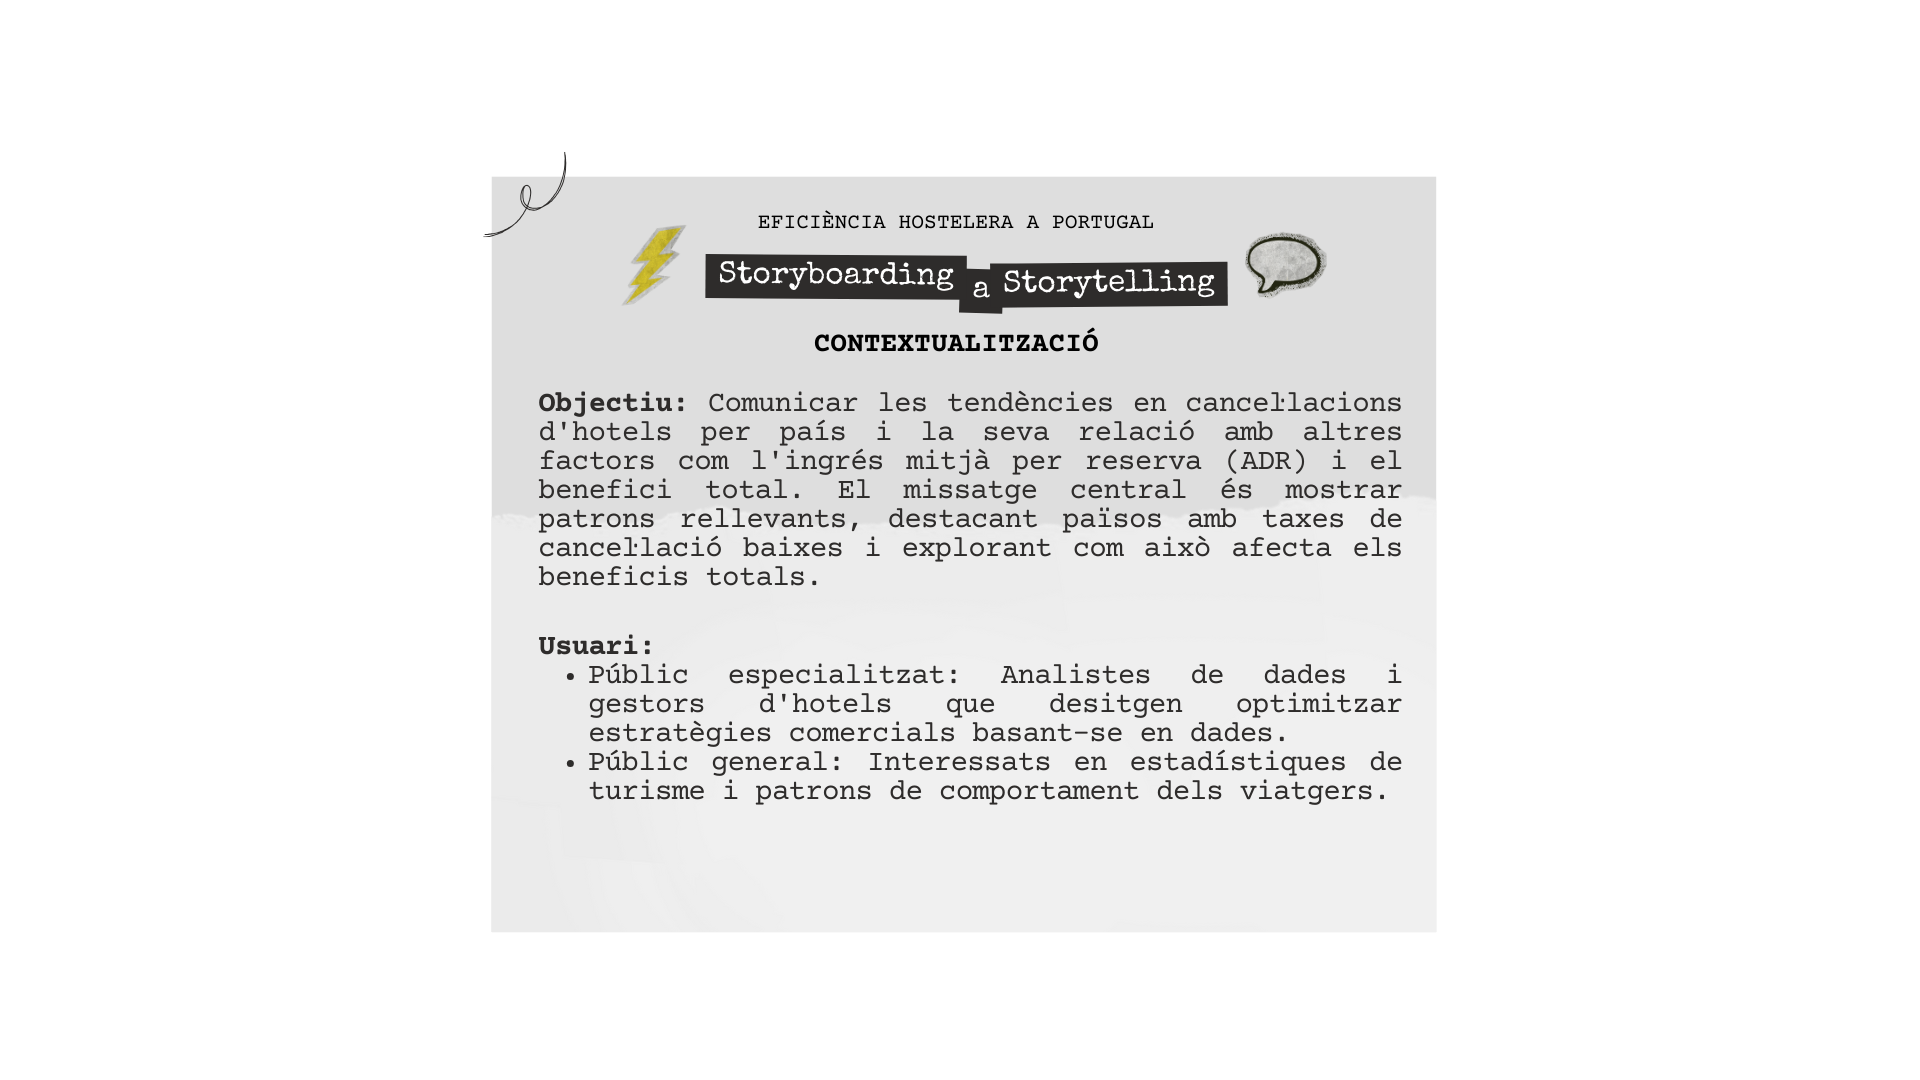 EFICIÈNCIA HOSTELERA A PORTUGAL
Storyboarding a Storytelling
CONTEXTUALITZACIÓ
Objectiu: Comunicar les tendències en cancel·lacions
d'hotels per país i la seva relació amb altres
factors com l'ingrés mitjà per reserva (ADR) i el
benefici total. El missatge central és mostrar
patrons rellevants, destacant països amb taxes de
cancel·lació baixes i explorant com això afecta els
beneficis totals.
Usuari:
• Públic especialitzat: Analistes de dades i
gestors d'hotels que desitgen optimitzar
estratègies comercials basant-se en dades.
• Públic general: Interessats en estadístiques de
turisme i patrons de comportament dels viatgers.